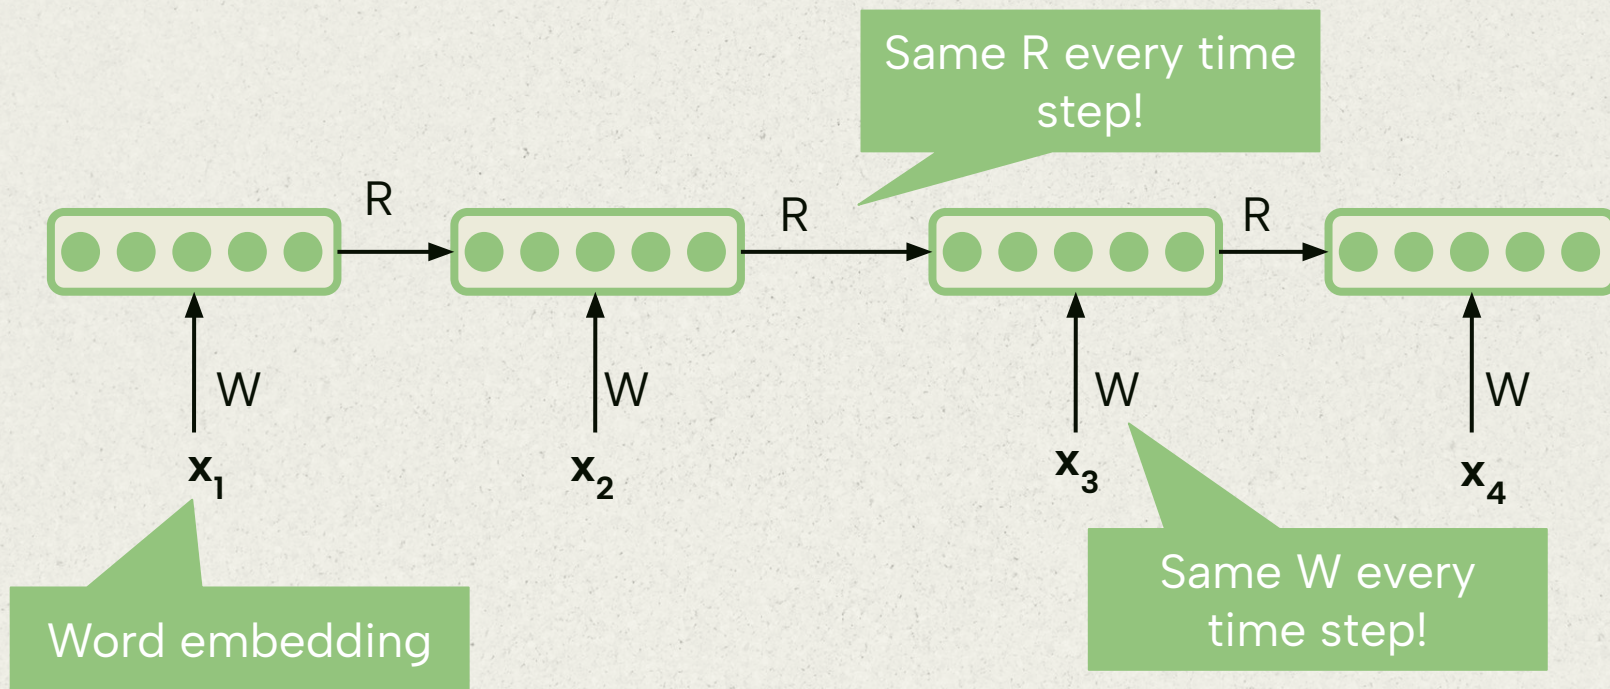 Same R every time
step!
R
R
R
W
W
W
W
x₁
x₂
x₃
x₄
Same W every
time step!
Word embedding